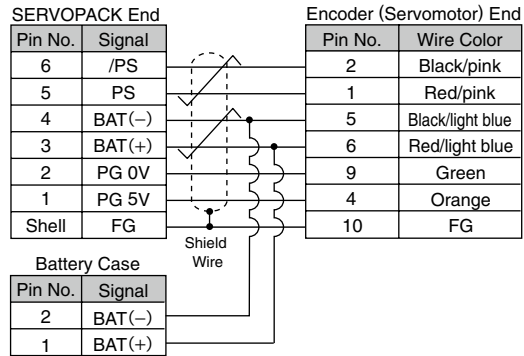 SERVOPACK End
Encoder (Servomotor) End
Pin No. Signal
Pin No. Wire Color
6 /PS
2 Black/pink
5 PS
1 Red/pink
4 BAT(−)
5 Black/light blue
3 BAT(+)
6 Red/light blue
2 PG 0V
9 Green
1 PG 5V
4 Orange
Shell FG
10 FG
Shield
Wire
Battery Case
Pin No. Signal
2 BAT(−)
1 BAT(+)